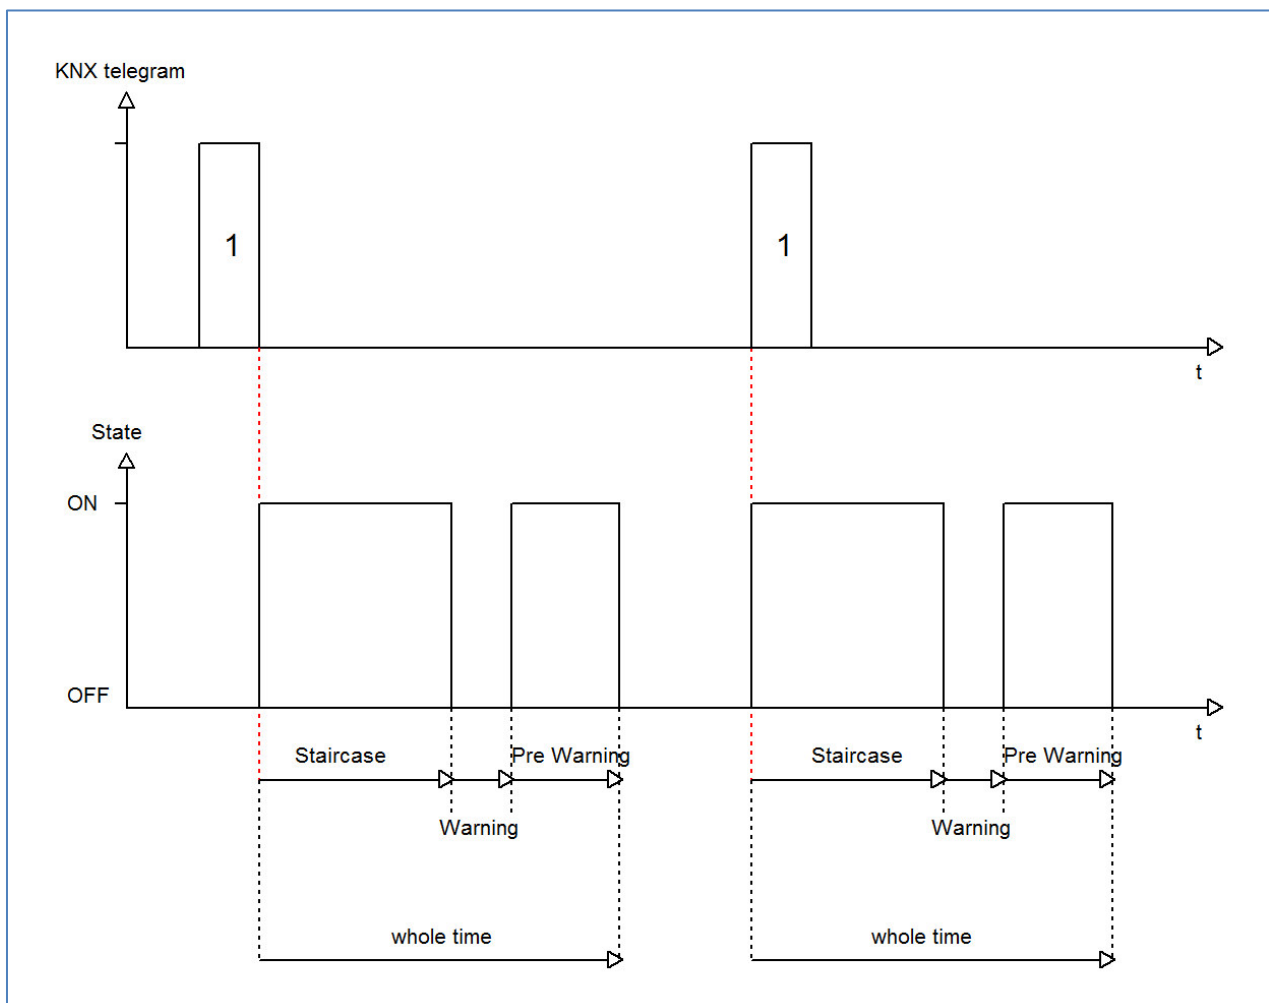 KNX telegram
1
1
t
State
ON
OFF
t
Staircase
Pre Warning
Staircase
Pre Warning
Warning
Warning
whole time
whole time